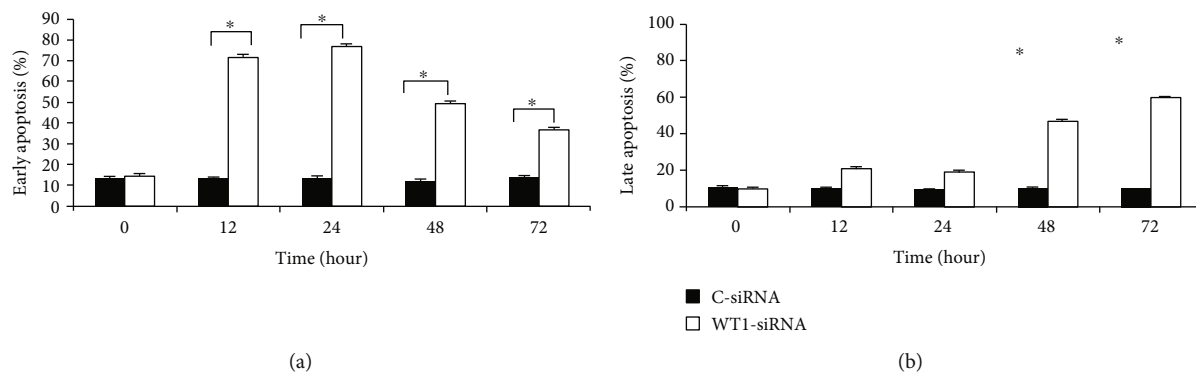 90
80
70
60
50
40
30
20
10
0
Early apoptosis (%)
*
*
*
*
0 12 24 48 72
Time (hour)
(a)
100
80
60
40
20
0
Late apoptosis (%)
*
*
0 12 24 48 72
Time (hour)
C-siRNA
WT1-siRNA
(b)